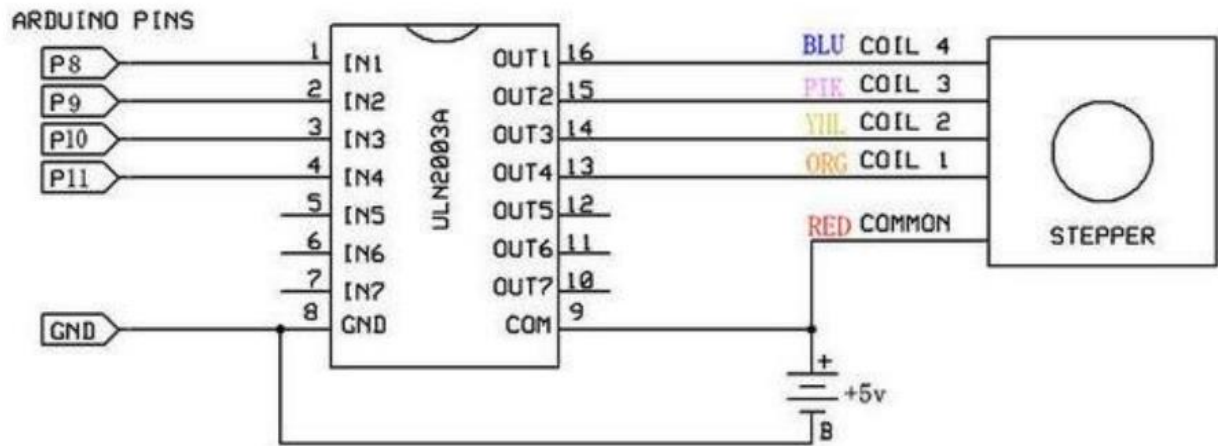 ARDUINO PINS
P8 1 IN1 OUT1 16 BLU COIL 4
P9 2 IN2 OUT2 15 PIK COIL 3
P10 3 IN3 OUT3 14 YHL COIL 2
P11 4 IN4 OUT4 13 ORG COIL 1
5 IN5 OUT5 12
6 IN6 OUT6 11
7 IN7 OUT7 10
GND 8 GND COM 9
ULN2003A
RED COMMON
STEPPER
+
+5v
B